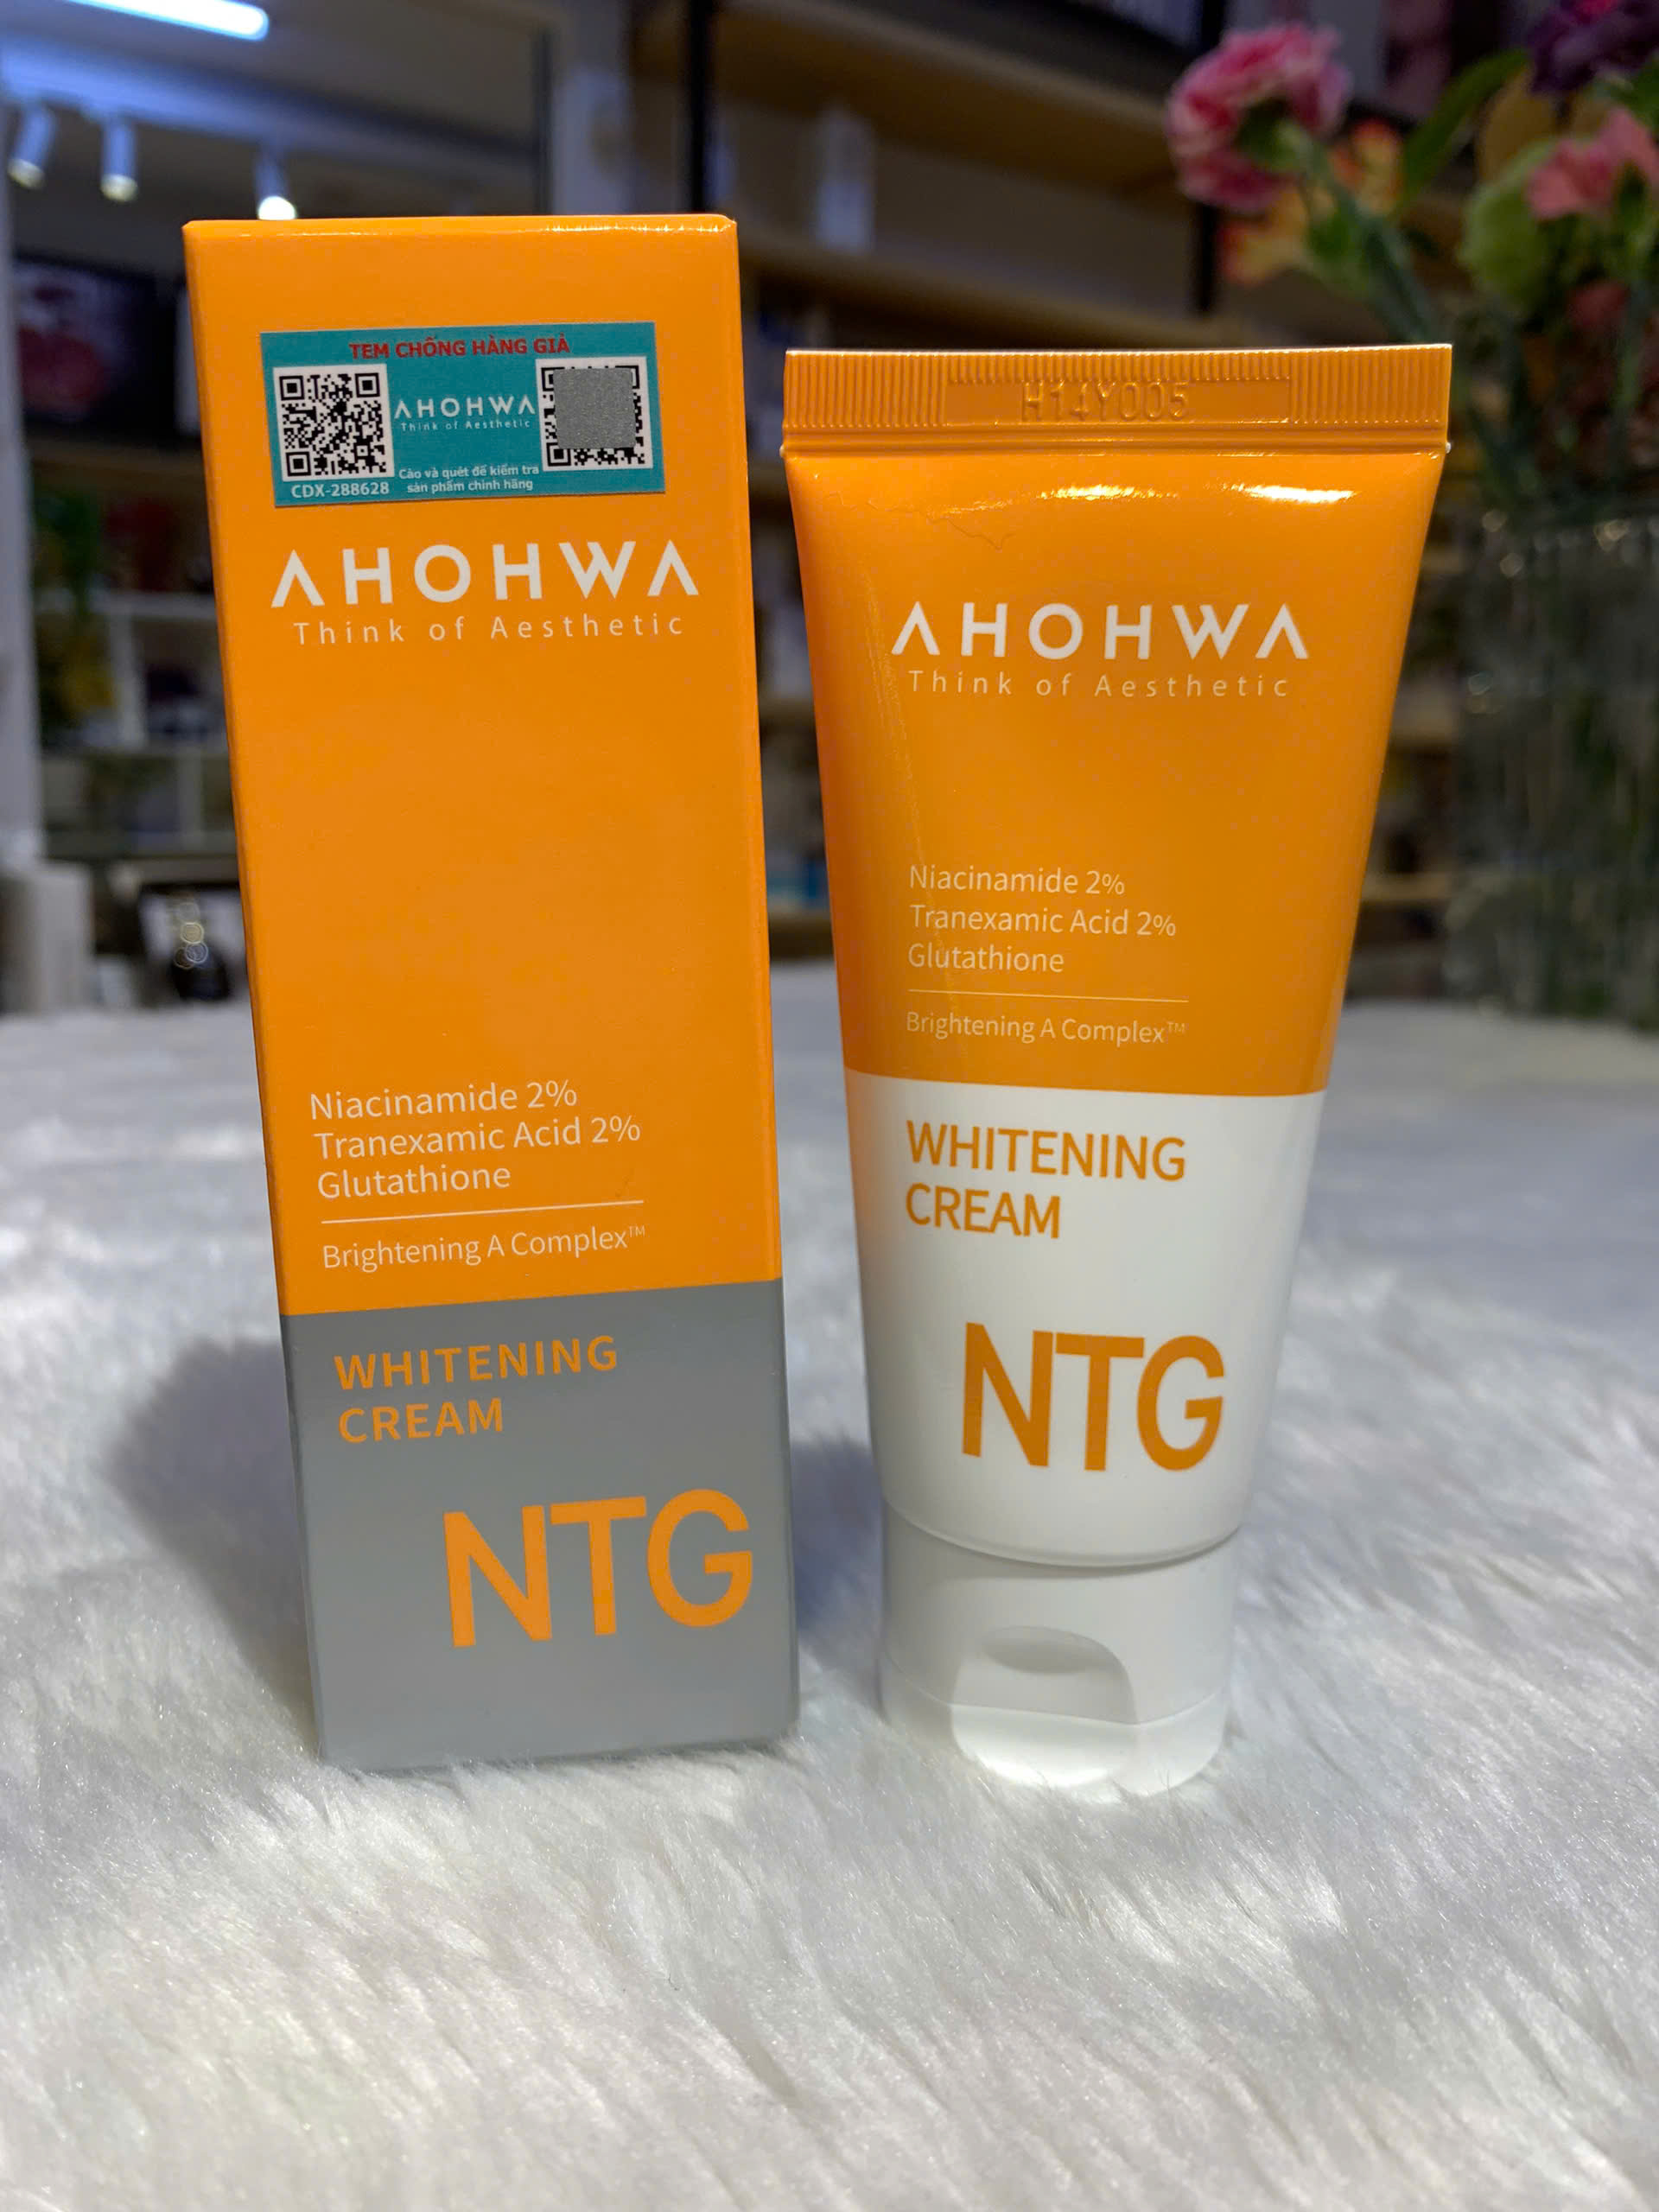 TEM CHỐNG HÀNG GIẢ
AHOHWA
Think of Aesthetic
Cào và quét để kiểm tra
sản phẩm chính hãng
CDX-288628
AHOHWA
Think of Aesthetic
Niacinamide 2%
Tranexamic Acid 2%
Glutathione
Brightening A Complex™
WHITENING
CREAM
NTG
H14Y005
AHOHWA
Think of Aesthetic
Niacinamide 2%
Tranexamic Acid 2%
Glutathione
Brightening A Complex™
WHITENING
CREAM
NTG